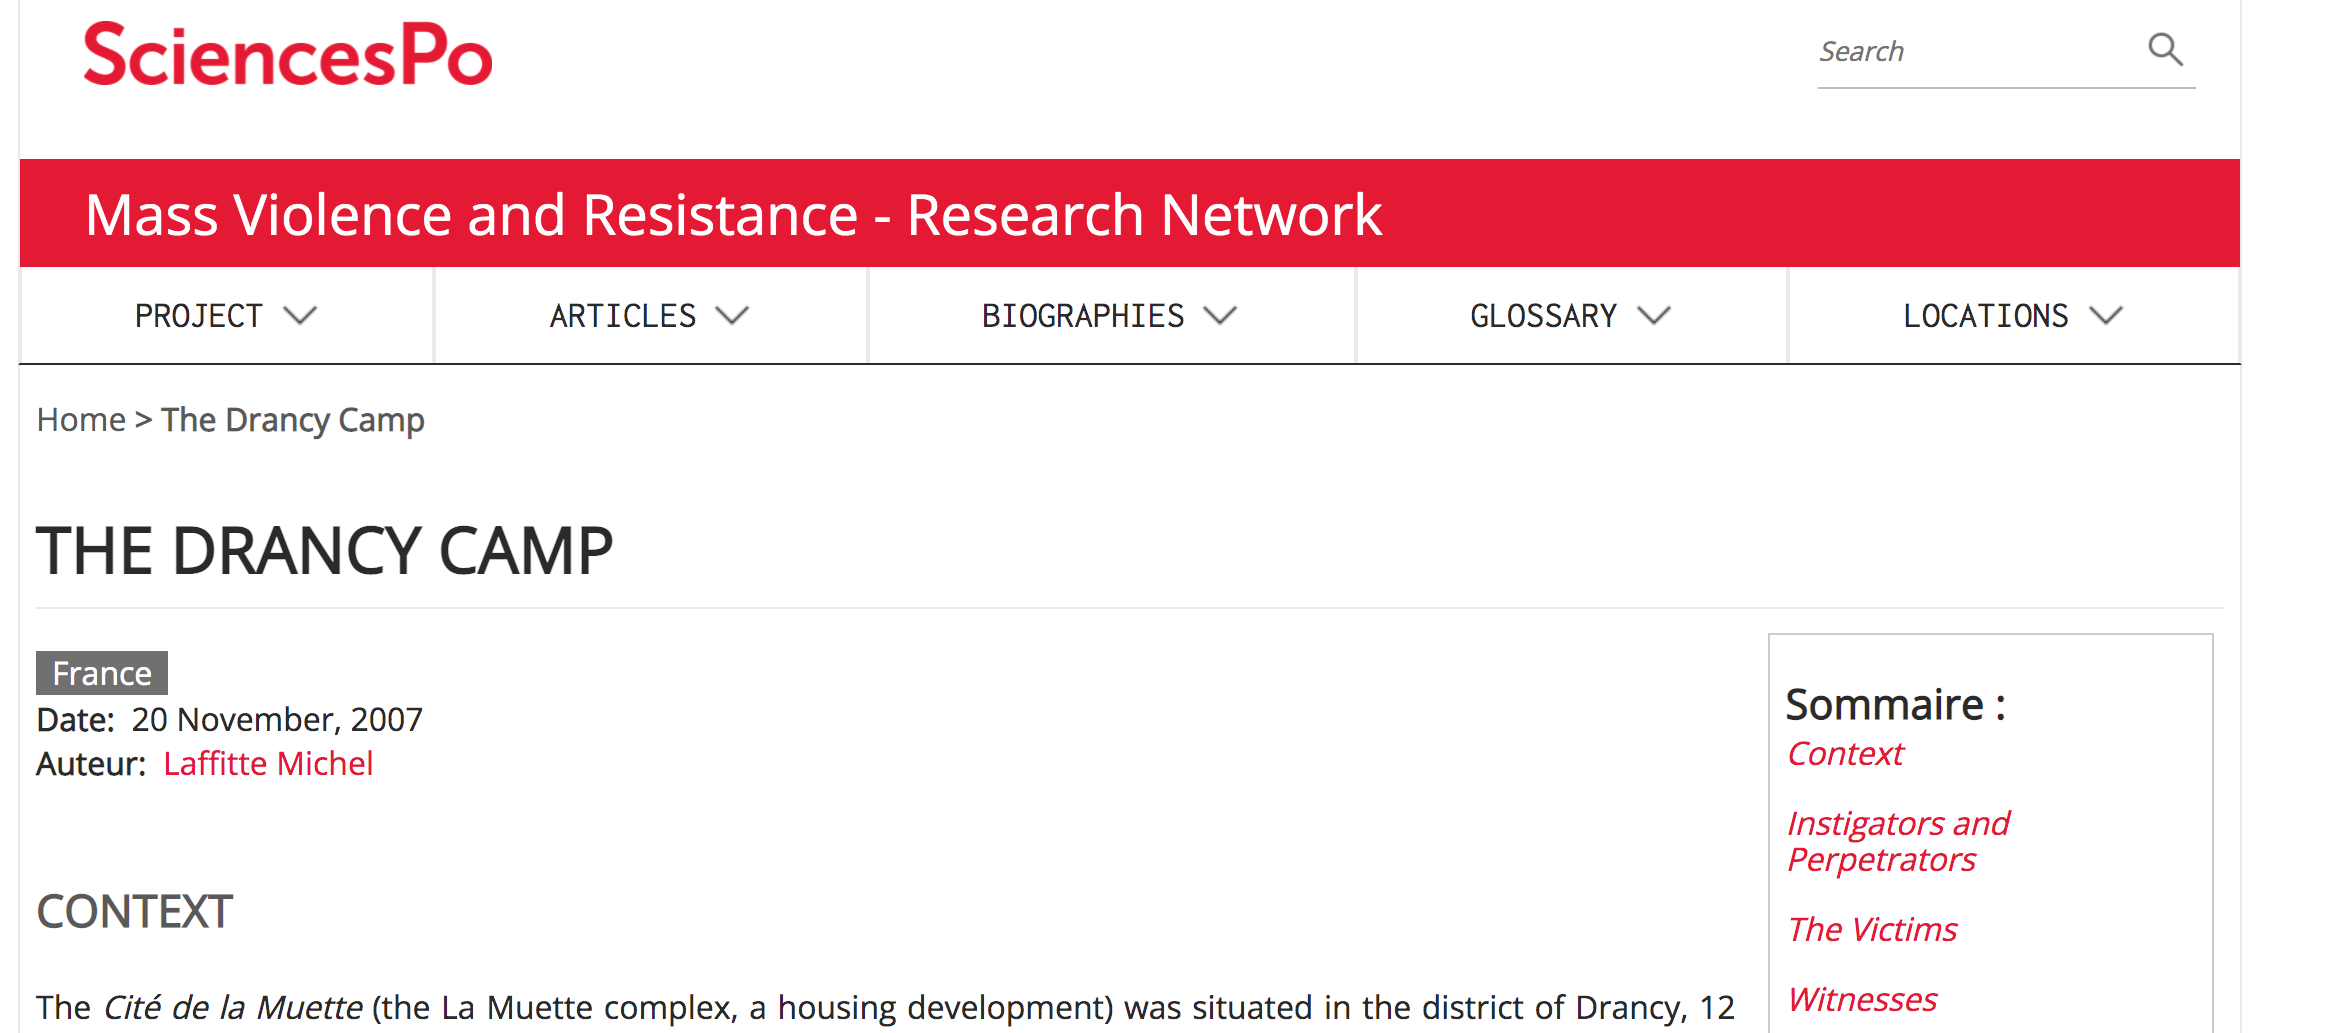 SciencesPo
Search
Mass Violence and Resistance - Research Network
PROJECT
ARTICLES
BIOGRAPHIES
GLOSSARY
LOCATIONS
Home > The Drancy Camp
THE DRANCY CAMP
France
Date: 20 November, 2007
Auteur: Laffitte Michel
CONTEXT
The Cité de la Muette (the La Muette complex, a housing development) was situated in the district of Drancy, 12
Sommaire :
Context
Instigators and
Perpetrators
The Victims
Witnesses